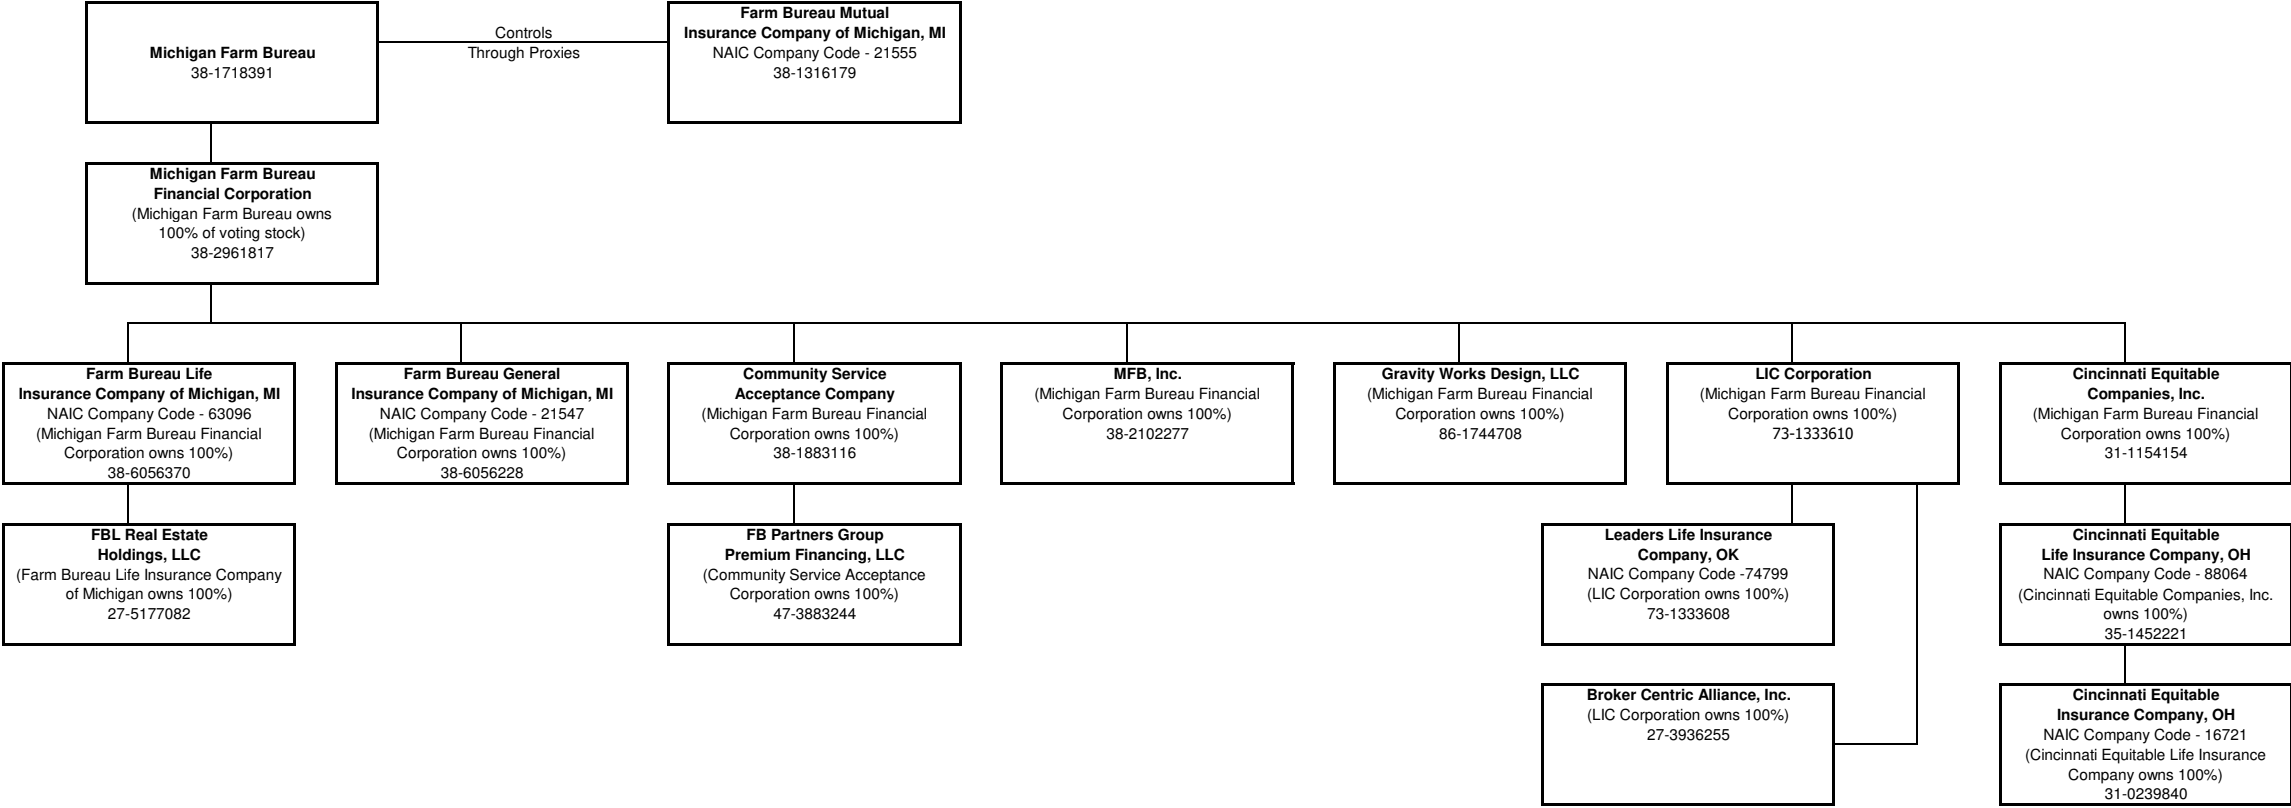 Michigan Farm Bureau
38-1718391
Controls
Through Proxies
Farm Bureau Mutual
Insurance Company of Michigan, MI
NAIC Company Code - 21555
38-1316179
Michigan Farm Bureau
Financial Corporation
(Michigan Farm Bureau owns
100% of voting stock)
38-2961817
Farm Bureau Life
Insurance Company of Michigan, MI
NAIC Company Code - 63096
(Michigan Farm Bureau Financial
Corporation owns 100%)
38-6056370
Farm Bureau General
Insurance Company of Michigan, MI
NAIC Company Code - 21547
(Michigan Farm Bureau Financial
Corporation owns 100%)
38-6056228
Community Service
Acceptance Company
(Michigan Farm Bureau Financial
Corporation owns 100%)
38-1883116
MFB, Inc.
(Michigan Farm Bureau Financial
Corporation owns 100%)
38-2102277
Gravity Works Design, LLC
(Michigan Farm Bureau Financial
Corporation owns 100%)
86-1744708
LIC Corporation
(Michigan Farm Bureau Financial
Corporation owns 100%)
73-1333610
Cincinnati Equitable
Companies, Inc.
(Michigan Farm Bureau Financial
Corporation owns 100%)
31-1154154
FBL Real Estate
Holdings, LLC
(Farm Bureau Life Insurance Company
of Michigan owns 100%)
27-5177082
FB Partners Group
Premium Financing, LLC
(Community Service Acceptance
Corporation owns 100%)
47-3883244
Leaders Life Insurance
Company, OK
NAIC Company Code -74799
(LIC Corporation owns 100%)
73-1333608
Cincinnati Equitable
Life Insurance Company, OH
NAIC Company Code - 88064
(Cincinnati Equitable Companies, Inc.
owns 100%)
35-1452221
Broker Centric Alliance, Inc.
(LIC Corporation owns 100%)
27-3936255
Cincinnati Equitable
Insurance Company, OH
NAIC Company Code - 16721
(Cincinnati Equitable Life Insurance
Company owns 100%)
31-0239840